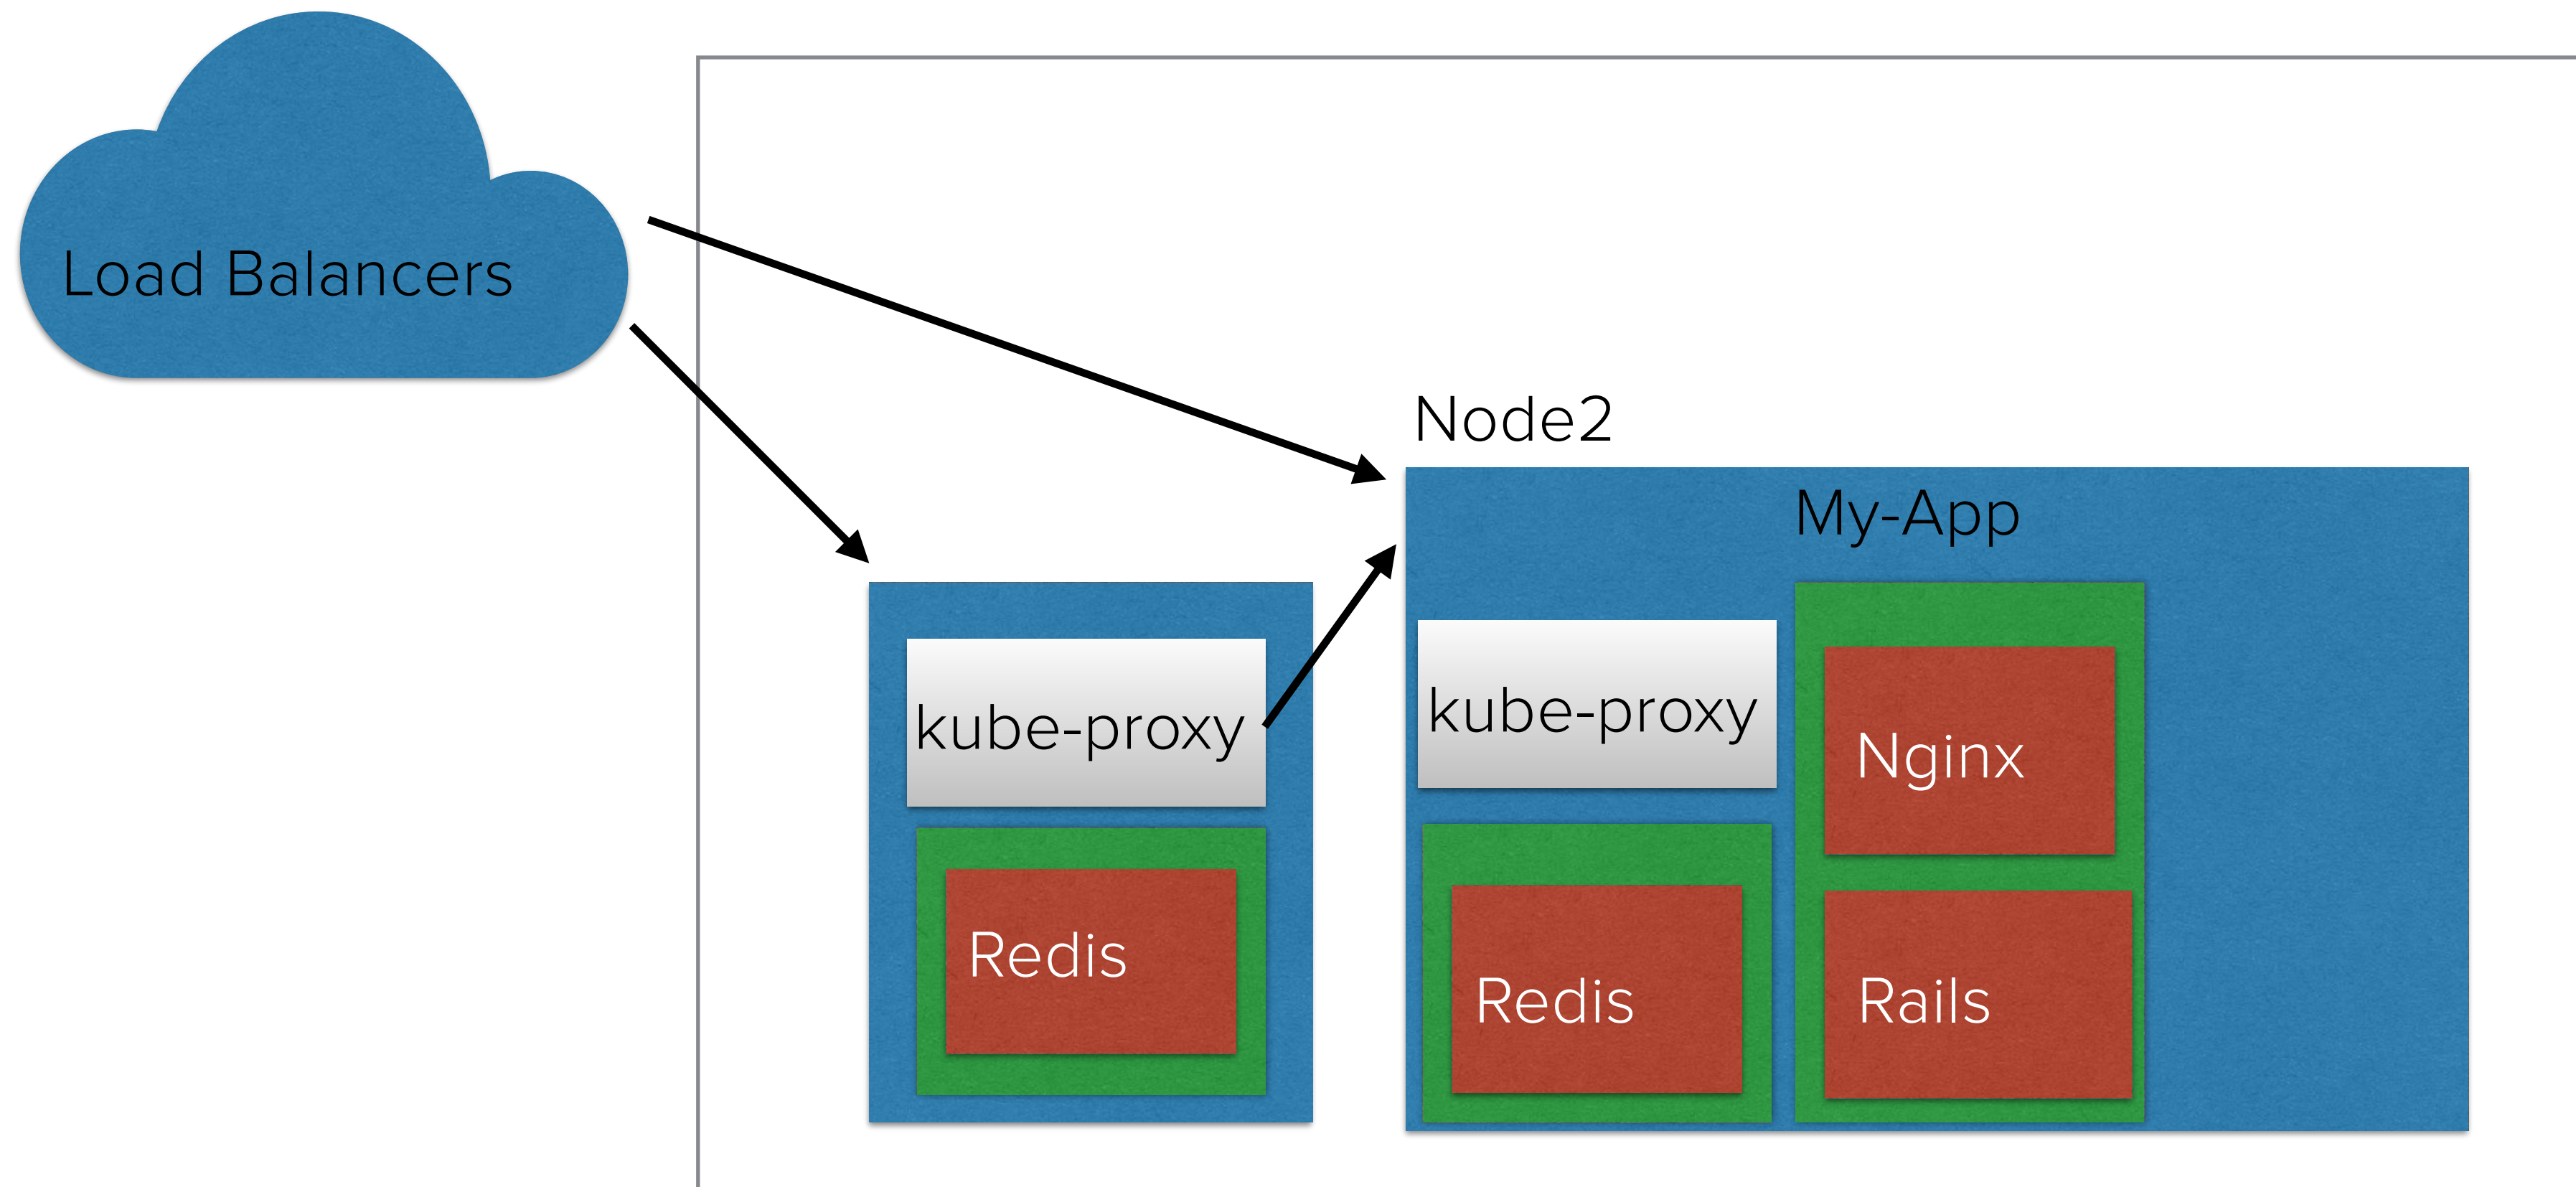 Load Balancers
Node2
My-App
kube-proxy
Redis
kube-proxy
Redis
Nginx
Rails